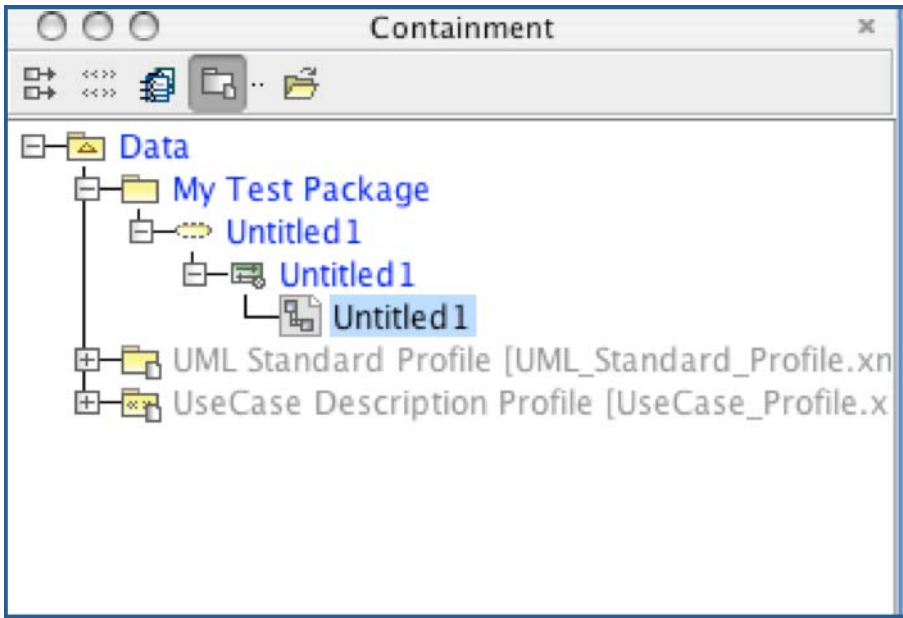 Containment
Data
My Test Package
Untitled1
Untitled1
Untitled1
UML Standard Profile [UML_Standard_Profile.xn
UseCase Description Profile [UseCase_Profile.x